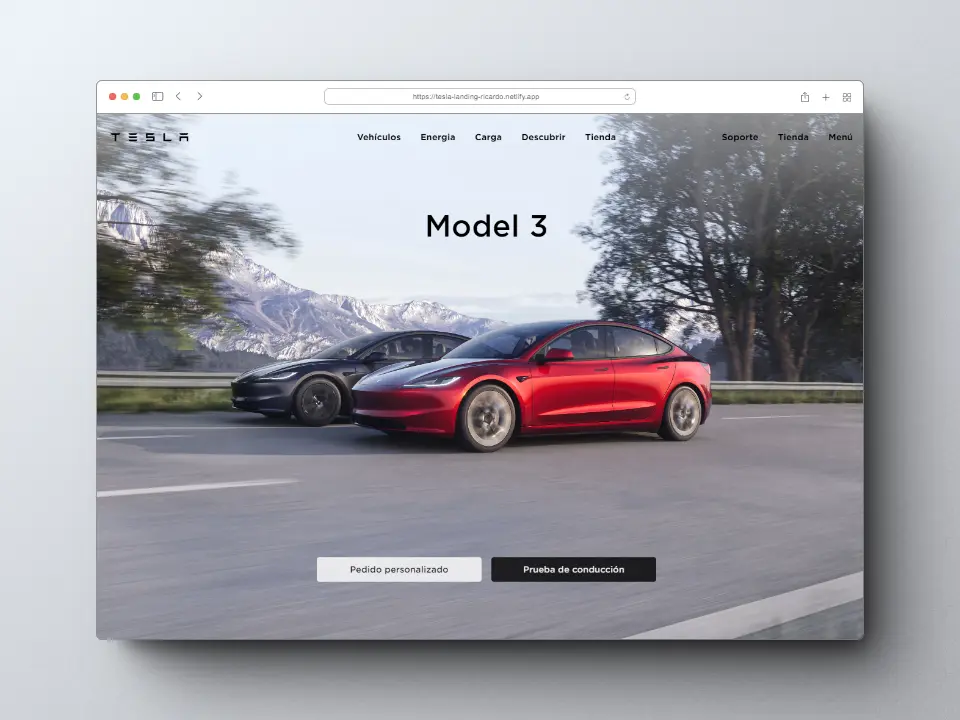 https://tesla-landing-ricardo.netlify.app
TESLA
Vehículos Energia Carga Descubrir Tienda
Soporte Tienda Menú
Model 3
Pedido personalizado
Prueba de conducción